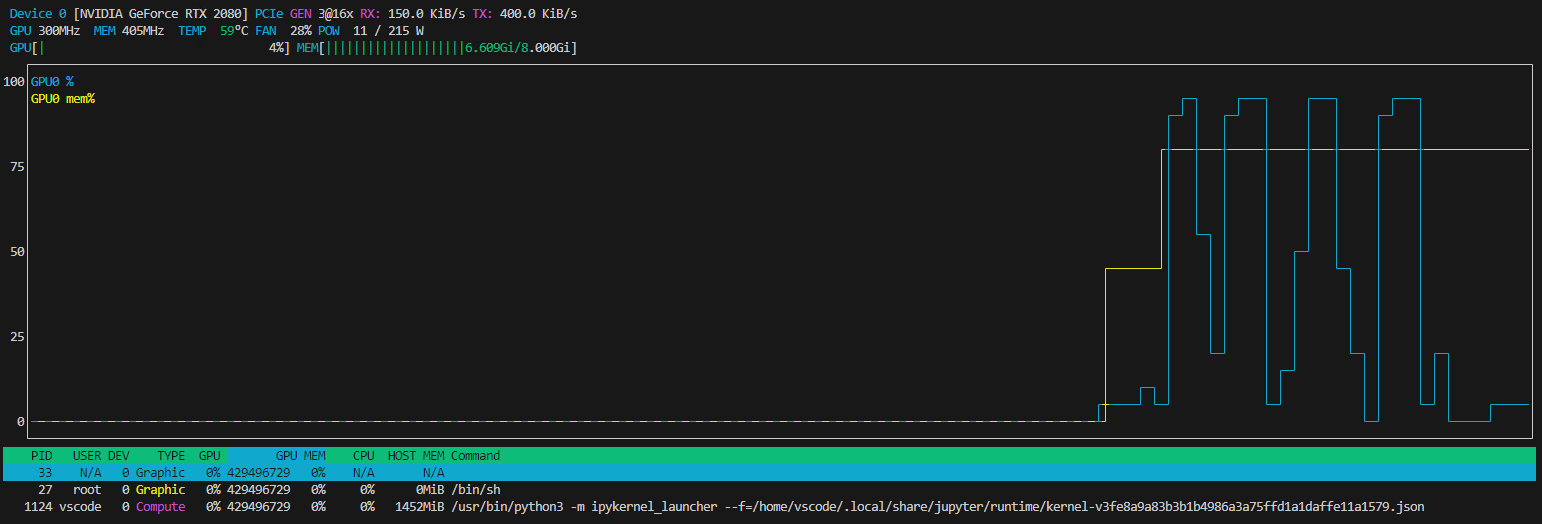 Device 0 [NVIDIA GeForce RTX 2080] PCIe GEN 3@16x RX: 150.0 KiB/s TX: 400.0 KiB/s
GPU 300MHz MEM 405MHz TEMP 59°C FAN 28% POW 11 / 215 W
GPU[| 4%] MEM[||||||||||||||||||||6.609Gi/8.000Gi]
100 GPU0 %
GPU0 mem%
75
50
25
0
PID USER DEV TYPE GPU GPU MEM CPU HOST MEM Command
33 N/A 0 Graphic 0% 429496729 0% N/A N/A
27 root 0 Graphic 0% 429496729 0% 0% 0MiB /bin/sh
1124 vscode 0 Compute 0% 429496729 0% 0% 1452MiB /usr/bin/python3 -m ipykernel_launcher --f=/home/vscode/.local/share/jupyter/runtime/kernel-v3fe8a9a83b3b1b4986a3a75ffd1a1daffe11a1579.json